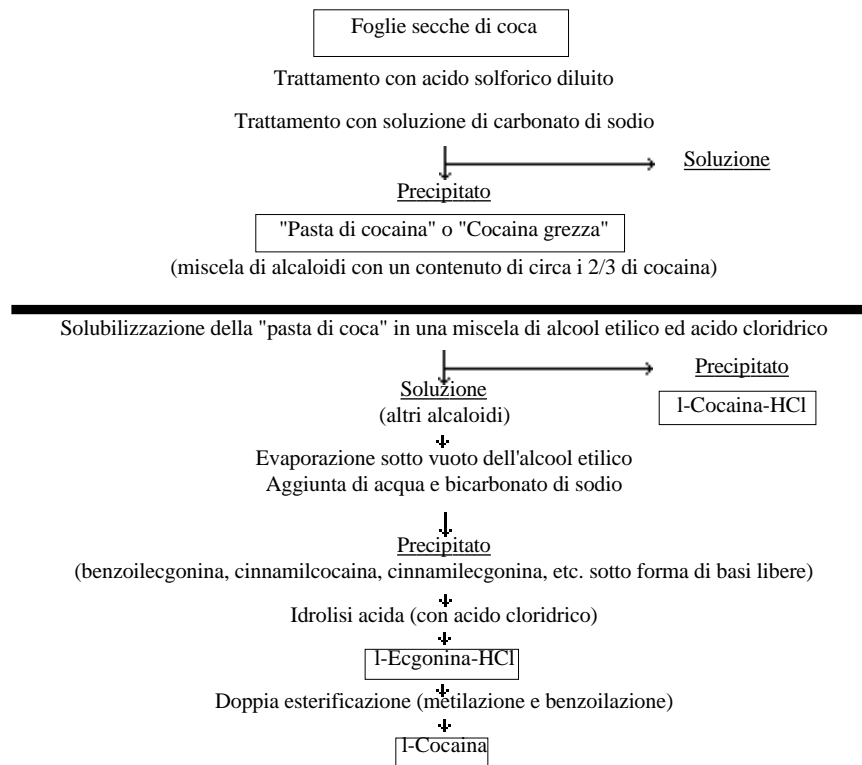 Foglie secche di coca
Trattamento con acido solforico diluito
Trattamento con soluzione di carbonato di sodio
Soluzione
Precipitato
"Pasta di cocaina" o "Cocaina grezza"
(miscela di alcaloidi con un contenuto di circa i 2/3 di cocaina)
Solubilizzazione della "pasta di coca" in una miscela di alcool etilico ed acido cloridrico
Precipitato
Soluzione
l-Cocaina-HCl
(altri alcaloidi)
Evaporazione sotto vuoto dell'alcool etilico
Aggiunta di acqua e bicarbonato di sodio
Precipitato
(benzoilecgonina, cinnamilcocaina, cinnamilecgonina, etc. sotto forma di basi libere)
Idrolisi acida (con acido cloridrico)
l-Ecgonina-HCl
Doppia esterificazione (metilazione e benzoilazione)
l-Cocaina